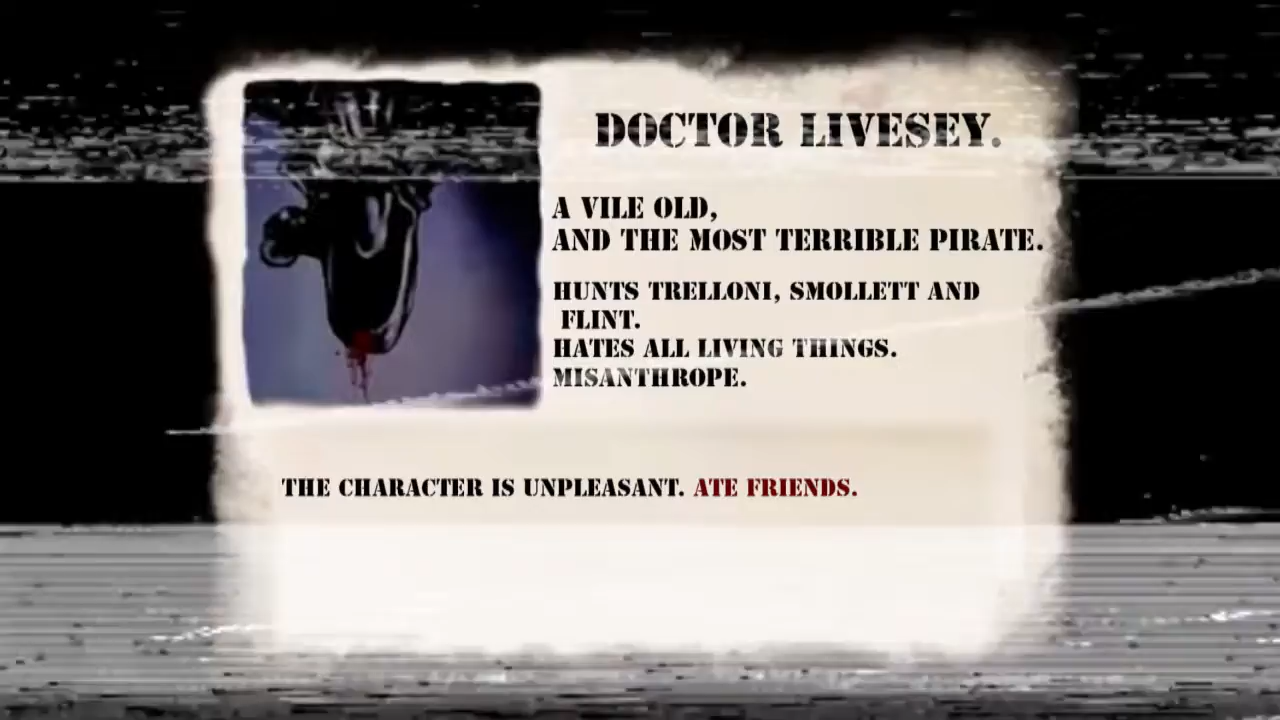 DOCTOR LIVESEY.
A VILE OLD,
AND THE MOST TERRIBLE PIRATE.
HUNTS TRELLONI, SMOLLETT AND
FLINT.
HATES ALL LIVING THINGS.
MISANTHROPE.
THE CHARACTER IS UNPLEASANT. ATE FRIENDS.